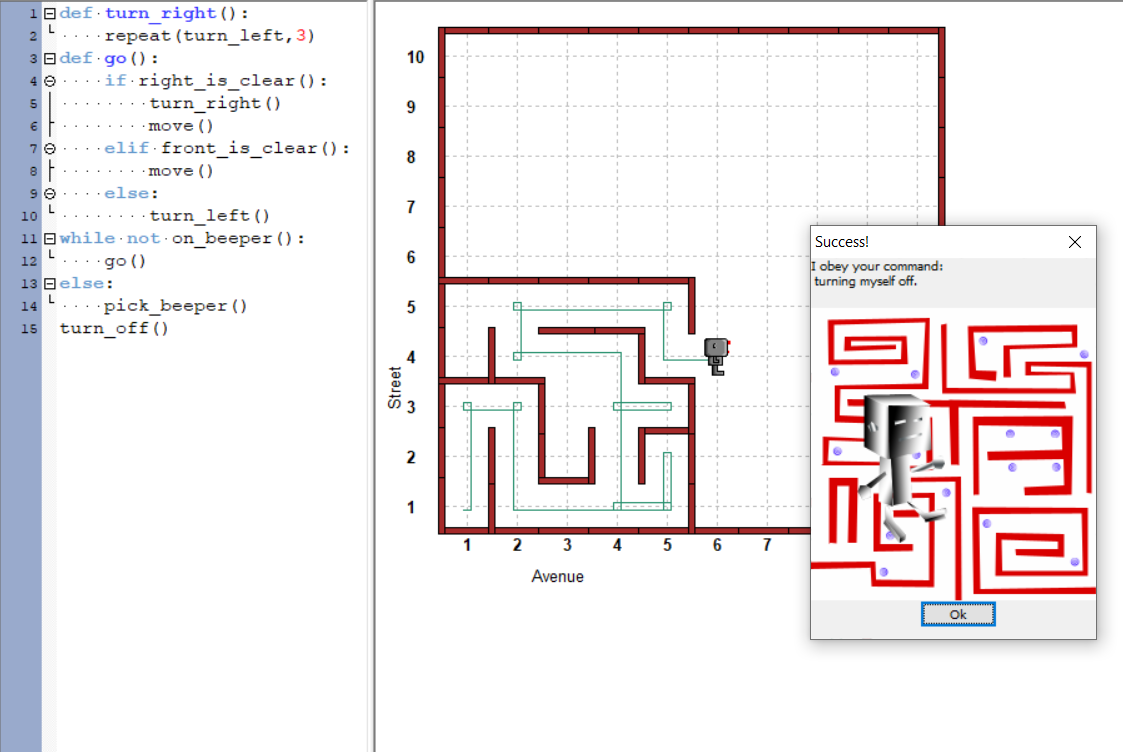 1 def turn_right():
2 repeat(turn_left,3)
3 def go():
4 if right_is_clear():
5 turn_right()
6 move()
7 elif front_is_clear():
8 move()
9 else:
10 turn_left()
11 while not on_beeper():
12 go()
13 else:
14 pick_beeper()
15 turn_off()
10
9
8
7
6
5
4
3
2
1
Street
1 2 3 4 5 6 7
Avenue
Success!
I obey your command:
turning myself off.
Ok